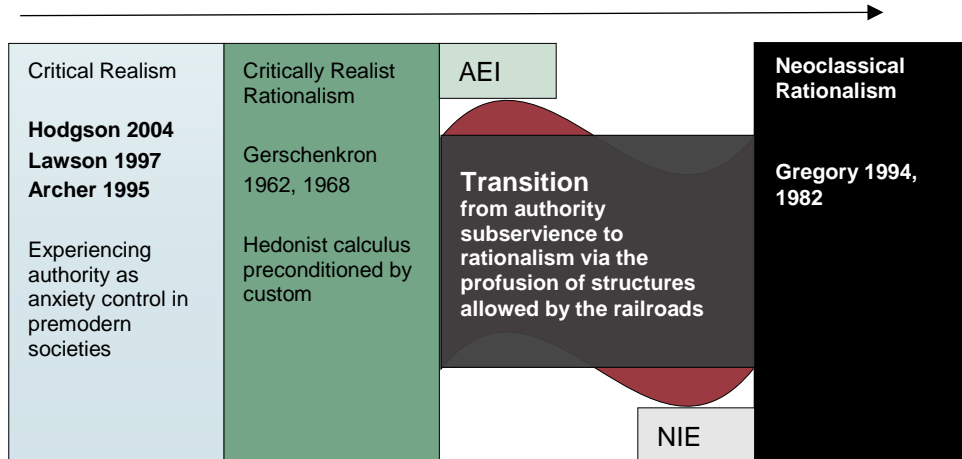 Critical Realism
Hodgson 2004
Lawson 1997
Archer 1995
Experiencing
authority as
anxiety control in
premodern
societies
Critically Realist
Rationalism
Gerschenkron
1962, 1968
Hedonist calculus
preconditioned by
custom
AEI
Transition
from authority
subservience to
rationalism via the
profusion of structures
allowed by the railroads
NIE
Neoclassical
Rationalism
Gregory 1994,
1982